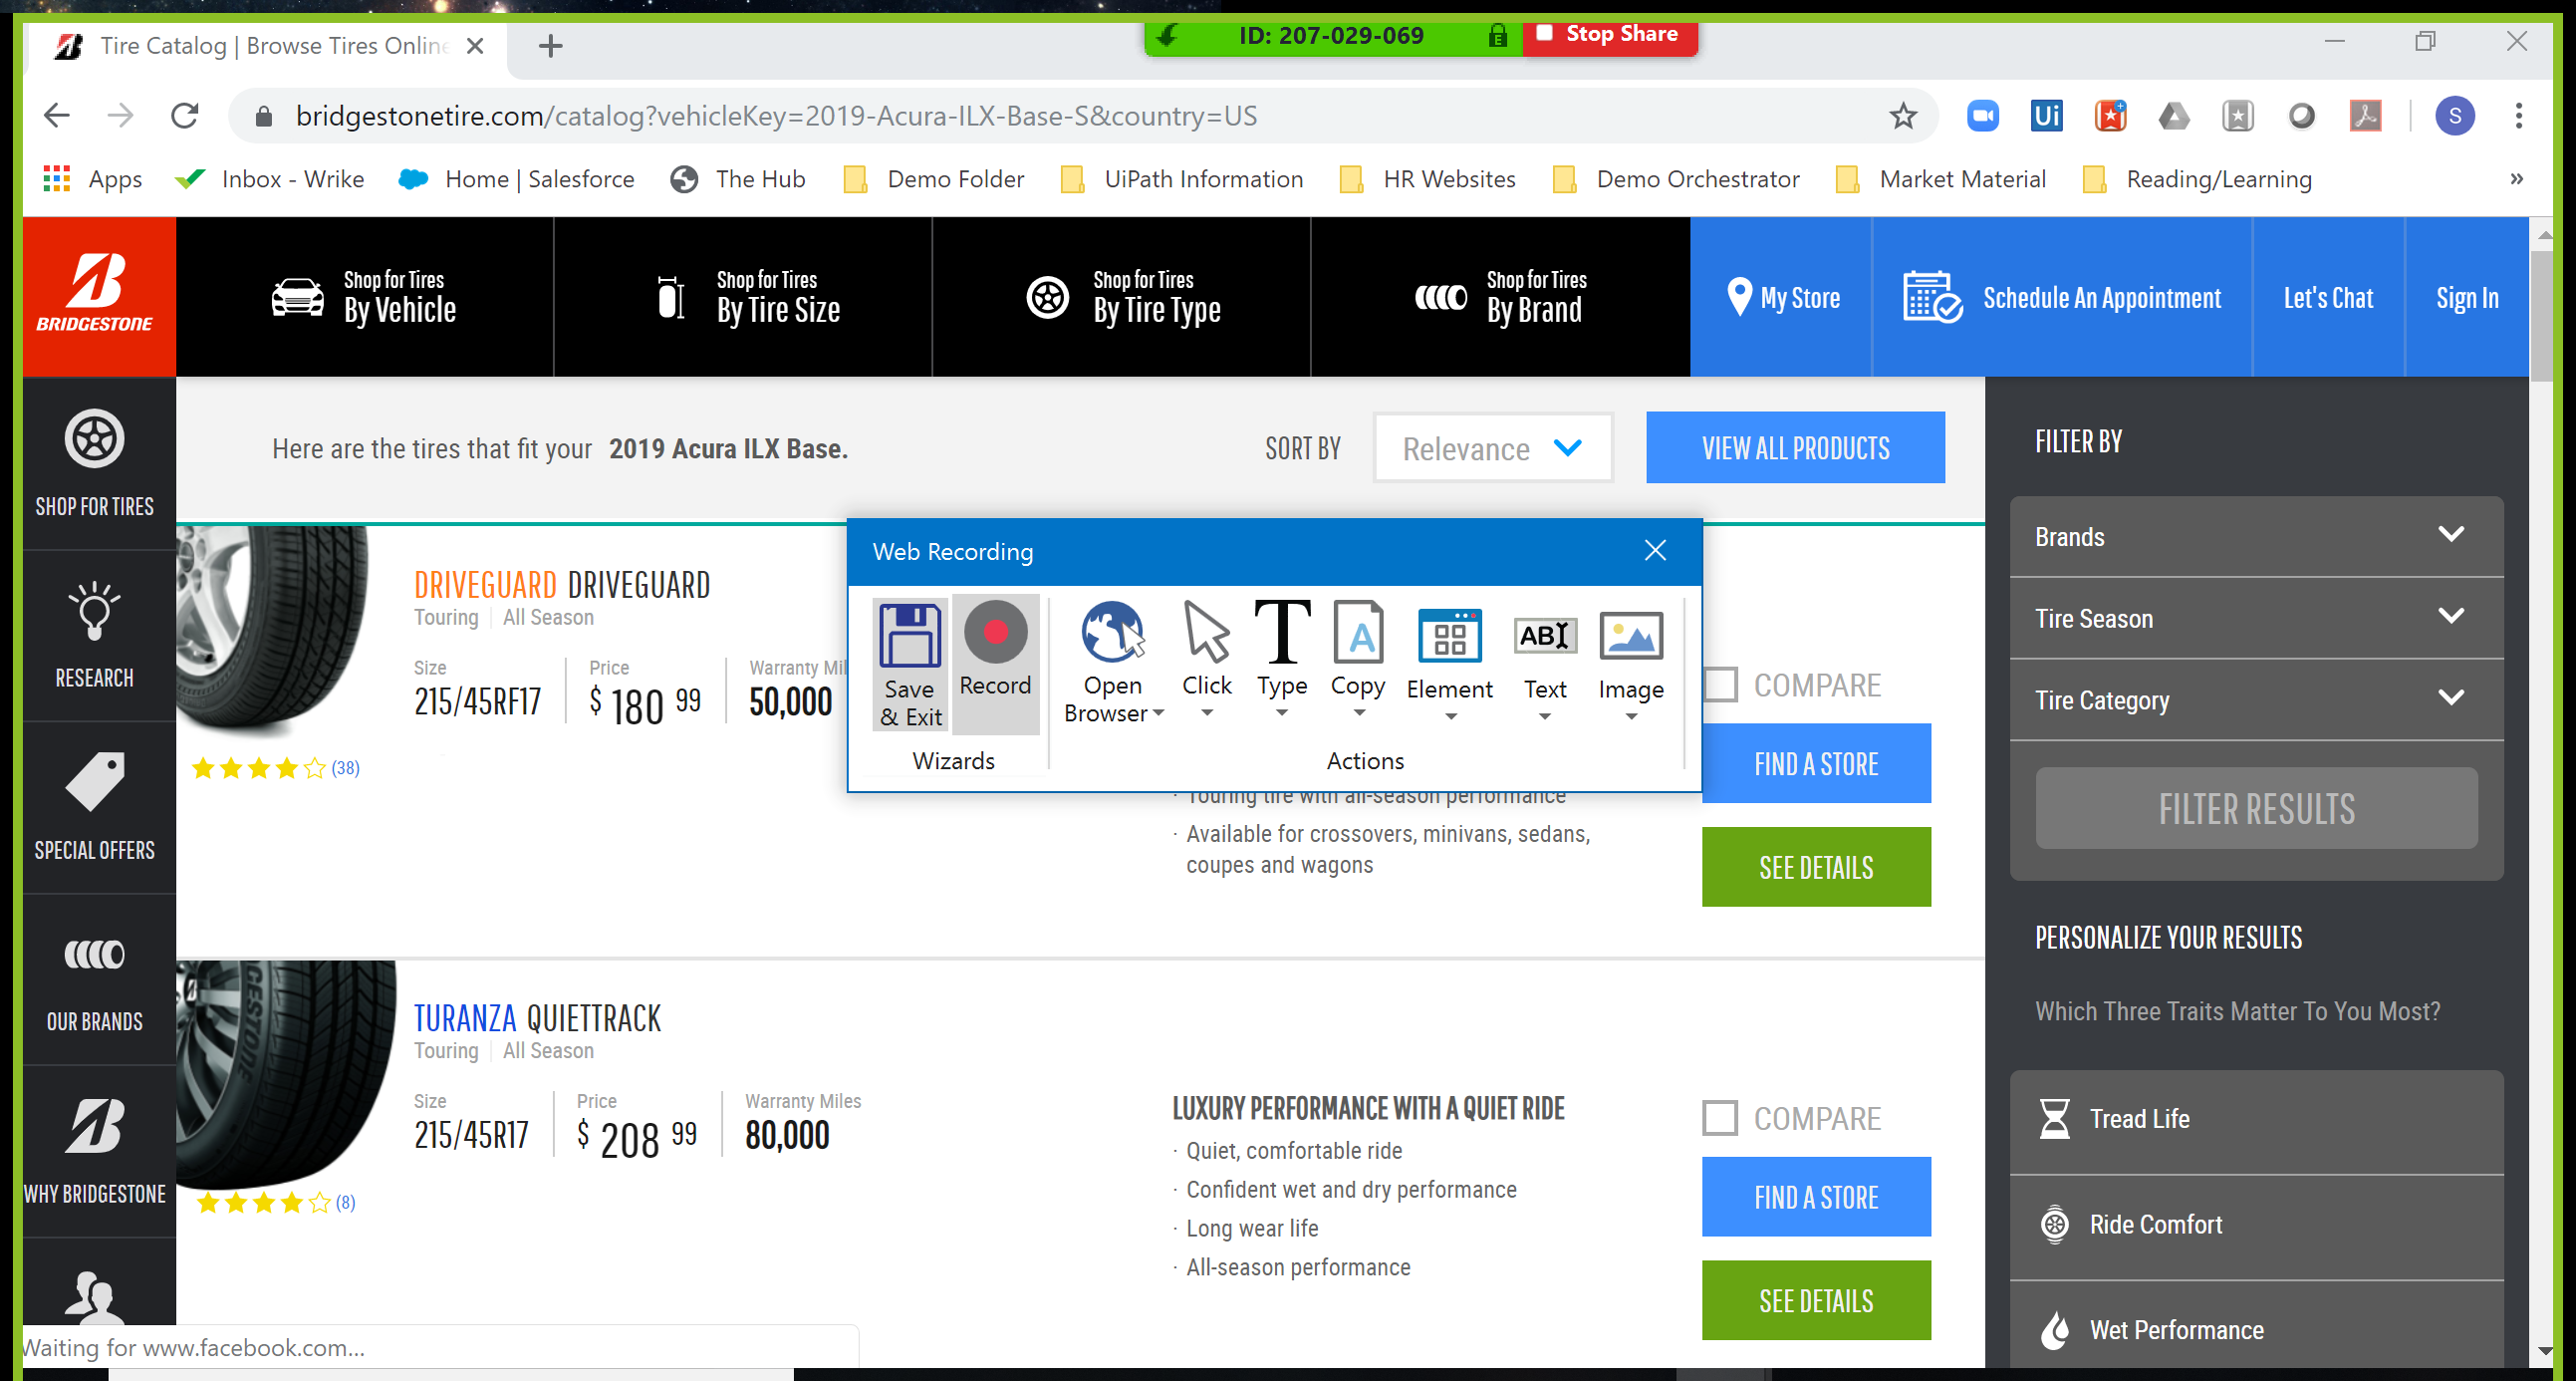 ID: 207-029-069
Stop Share
Tire Catalog | Browse Tires Online
bridgestonetire.com/catalog?vehicleKey=2019-Acura-ILX-Base-S&country=US
Ui
S
Apps
Inbox - Wrike
Home | Salesforce
The Hub
Demo Folder
UiPath Information
HR Websites
Demo Orchestrator
Market Material
Reading/Learning
»
BRIDGESTONE
Shop for Tires
By Vehicle
Shop for Tires
By Tire Size
Shop for Tires
By Tire Type
Shop for Tires
By Brand
My Store
Schedule An Appointment
Let's Chat
Sign In
SHOP FOR TIRES
RESEARCH
SPECIAL OFFERS
OUR BRANDS
WHY BRIDGESTONE
Here are the tires that fit your 2019 Acura ILX Base.
SORT BY
Relevance
VIEW ALL PRODUCTS
DRIVEGUARD DRIVEGUARD
Touring | All Season
Size
215/45RF17
Price
$ 180 99
Warranty Mil
50,000
(38)
Web Recording
Save
& Exit
Record
Wizards
Open
Browser
Click
Type
Copy
Element
Text
Image
Actions
· Touring tire with all-season performance
· Available for crossovers, minivans, sedans,
coupes and wagons
COMPARE
FIND A STORE
SEE DETAILS
TURANZA QUIETTRACK
Touring | All Season
Size
215/45R17
Price
$ 208 99
Warranty Miles
80,000
(8)
LUXURY PERFORMANCE WITH A QUIET RIDE
· Quiet, comfortable ride
· Confident wet and dry performance
· Long wear life
· All-season performance
COMPARE
FIND A STORE
SEE DETAILS
FILTER BY
Brands
Tire Season
Tire Category
FILTER RESULTS
PERSONALIZE YOUR RESULTS
Which Three Traits Matter To You Most?
Tread Life
Ride Comfort
Wet Performance
Waiting for www.facebook.com...